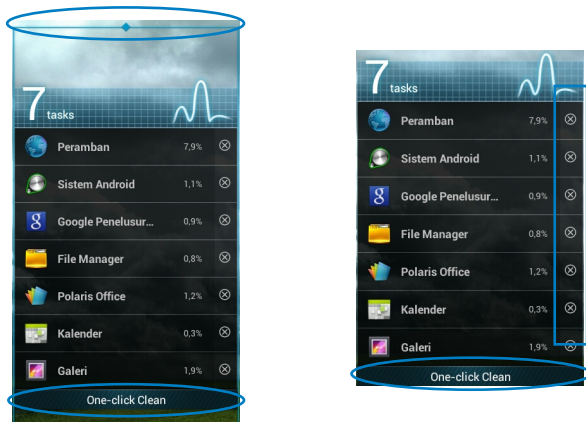 7 tasks
Peramban 7,9%
Sistem Android 1,1%
Google Penelusur... 0,9%
File Manager 0,8%
Polaris Office 1,2%
Kalender 0,3%
Galeri 1,9%
One-click Clean
7 tasks
Peramban 7,9%
Sistem Android 1,1%
Google Penelusur... 0,9%
File Manager 0,8%
Polaris Office 1,2%
Kalender 0,3%
Galeri 1,9%
One-click Clean